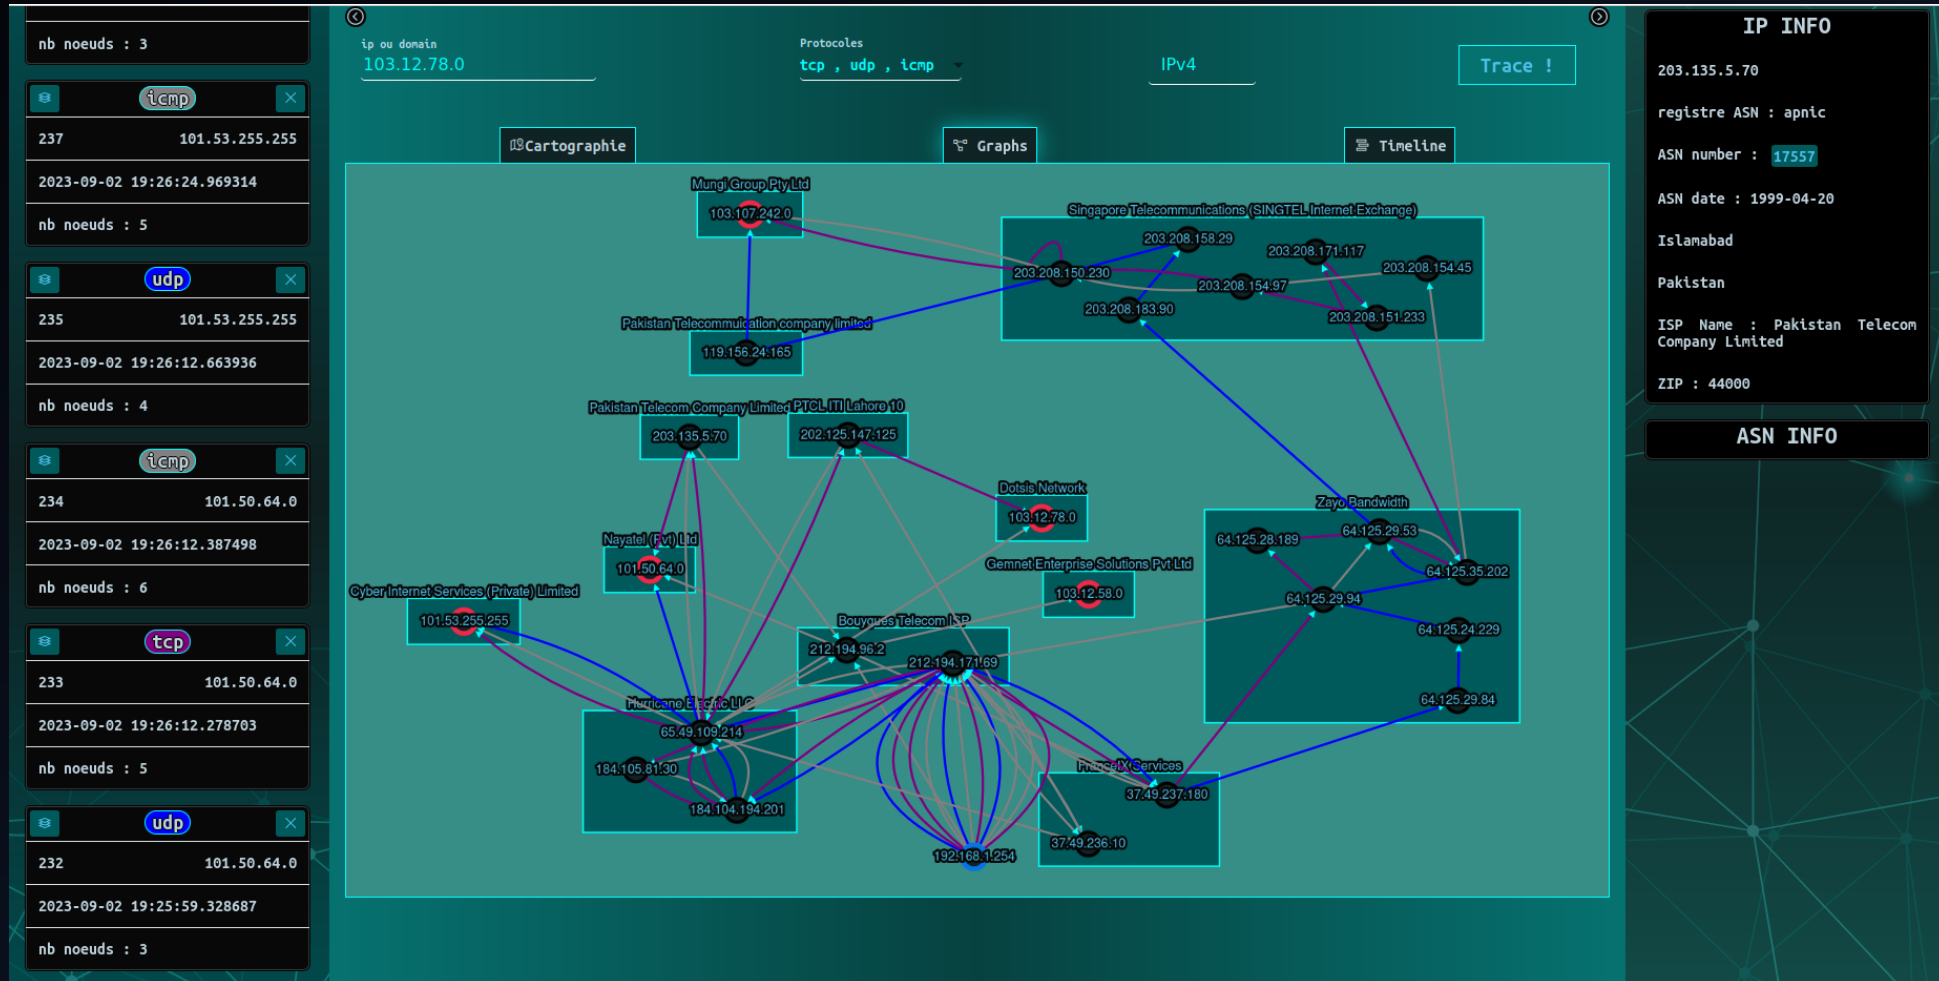 nb noeuds : 3
icmp
237 101.53.255.255
2023-09-02 19:26:24.969314
nb noeuds : 5
udp
235 101.53.255.255
2023-09-02 19:26:12.663936
nb noeuds : 4
icmp
234 101.50.64.0
2023-09-02 19:26:12.387498
nb noeuds : 6
tcp
233 101.50.64.0
2023-09-02 19:26:12.278703
nb noeuds : 5
udp
232 101.50.64.0
2023-09-02 19:25:59.328687
nb noeuds : 3
ip ou domain
103.12.78.0
Protocoles
tcp , udp , icmp
IPv4
Trace !
Cartographie
Graphs
Timeline
Mungi Group Pty Ltd
103.107.242.0
Singapore Telecommunications (SINGTEL Internet Exchange)
203.208.158.29
203.208.171.117
203.208.150.230
203.208.154.45
203.208.154.97
203.208.183.90
203.208.151.233
Pakistan Telecommuication company limited
119.156.24.165
Pakistan Telecom Company Limited
203.135.5.70
PTCL ITI Lahore 10
202.125.147.125
Dotsis Network
103.12.78.0
Zayo Bandwidth
64.125.28.189
64.125.29.53
64.125.35.202
64.125.29.94
64.125.24.229
64.125.29.84
Nayatel (Pvt) Ltd
101.50.64.0
Gemnet Enterprise Solutions Pvt Ltd
103.12.58.0
Cyber Internet Services (Private) Limited
101.53.255.255
Bouygues Telecom ISP
212.194.96.2
212.194.171.69
Hurricane Electric LLC
65.49.109.214
184.105.81.30
184.104.194.201
FranceIX Services
37.49.237.180
37.49.236.10
192.168.1.254
IP INFO
203.135.5.70
registre ASN : apnic
ASN number : 17557
ASN date : 1999-04-20
Islamabad
Pakistan
ISP Name : Pakistan Telecom
Company Limited
ZIP : 44000
ASN INFO